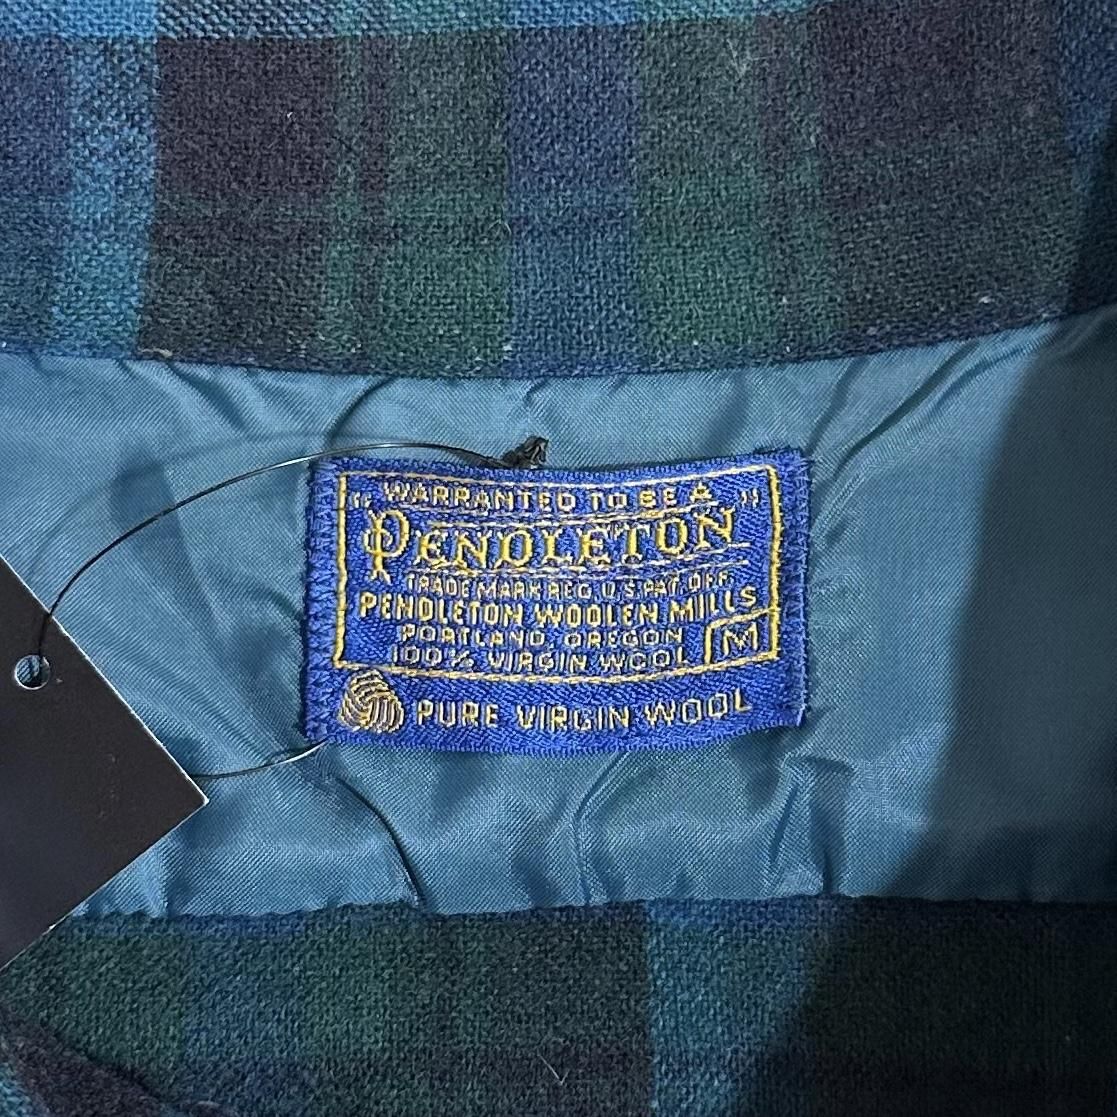 "WARRANTED TO BE A"
PENDLETON
TRADE MARK REG. U.S. PAT. OFF.
PENDLETON WOOLEN MILLS
PORTLAND, OREGON
100% VIRGIN WOOL
M
PURE VIRGIN WOOL